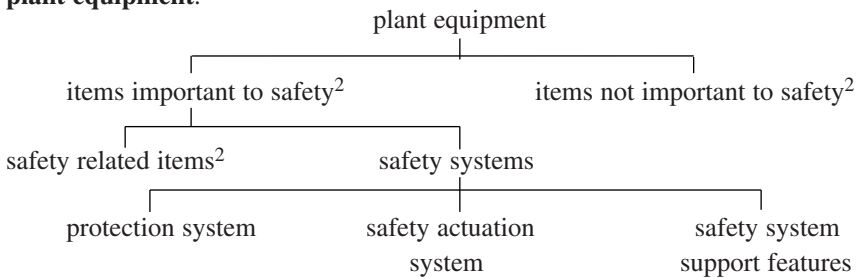 plant equipment.
plant equipment
items important to safety2 items not important to safety2
safety related items2 safety systems
protection system safety actuation safety system
system support features